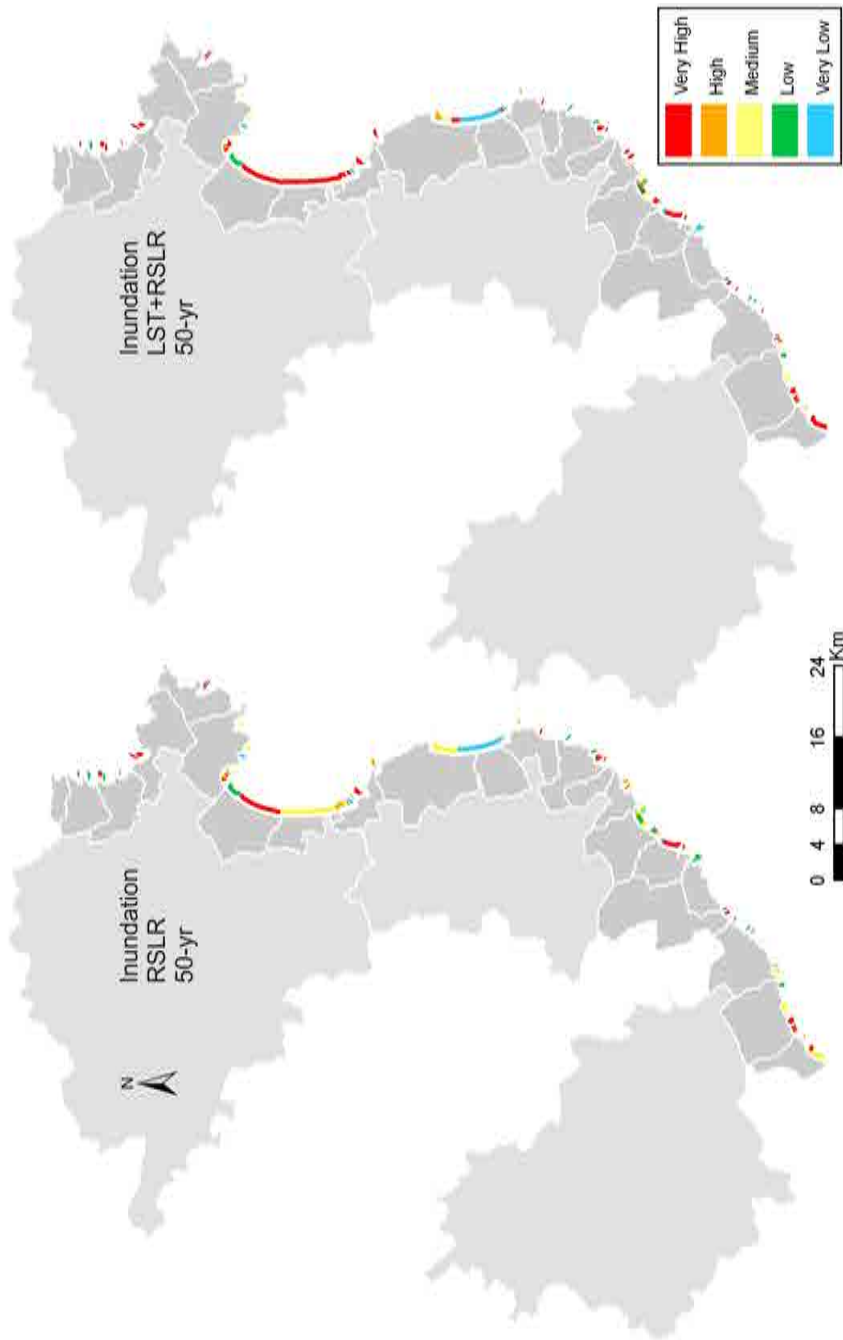 Inundation
RSLR
50-yr
N
Inundation
LST+RSLR
50-yr
0 4 8 16 24
Km
Very High
High
Medium
Low
Very Low